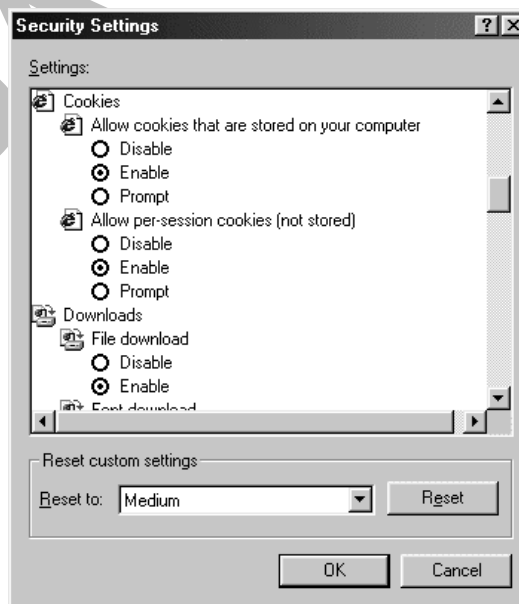 Security Settings
Settings:
Cookies
Allow cookies that are stored on your computer
Disable
Enable
Prompt
Allow per-session cookies (not stored)
Disable
Enable
Prompt
Downloads
File download
Disable
Enable
Font download
Reset custom settings
Reset to: Medium Reset
OK Cancel